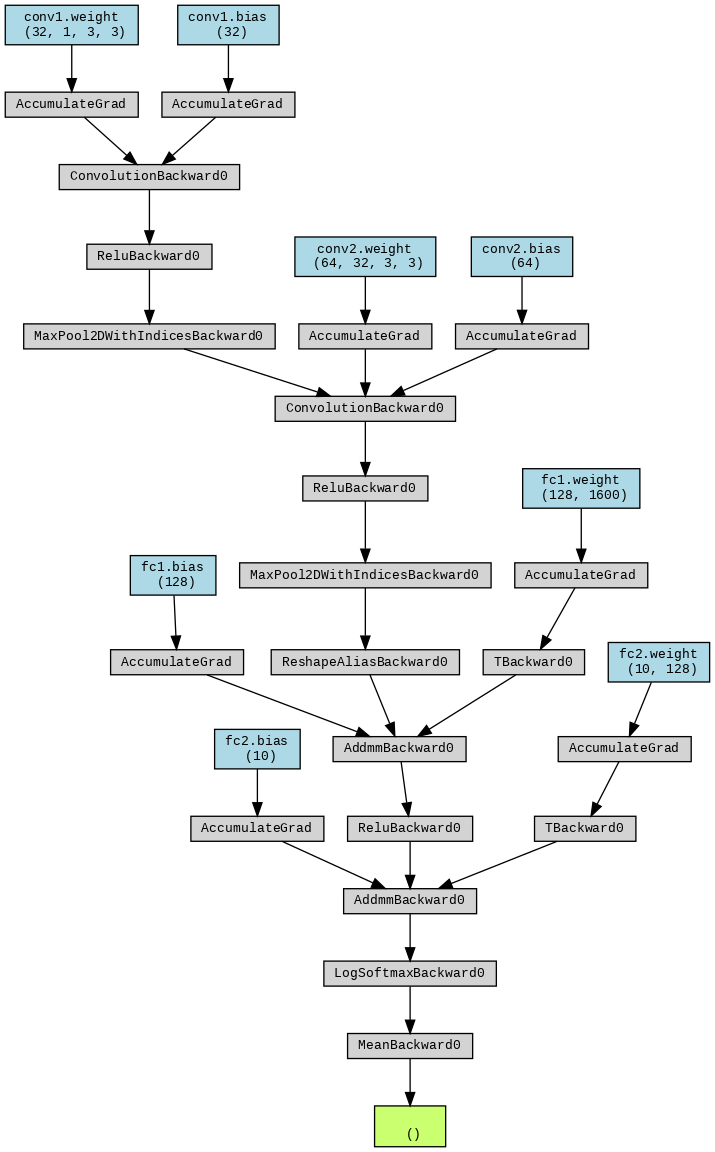 conv1.weight
(32, 1, 3, 3)
conv1.bias
(32)
AccumulateGrad
AccumulateGrad
ConvolutionBackward0
ReluBackward0
conv2.weight
(64, 32, 3, 3)
conv2.bias
(64)
MaxPool2DWithIndicesBackward0
AccumulateGrad
AccumulateGrad
ConvolutionBackward0
ReluBackward0
fc1.weight
(128, 1600)
fc1.bias
(128)
MaxPool2DWithIndicesBackward0
AccumulateGrad
AccumulateGrad
ReshapeAliasBackward0
TBackward0
fc2.weight
(10, 128)
fc2.bias
(10)
AddmmBackward0
AccumulateGrad
AccumulateGrad
ReluBackward0
TBackward0
AddmmBackward0
LogSoftmaxBackward0
MeanBackward0
()